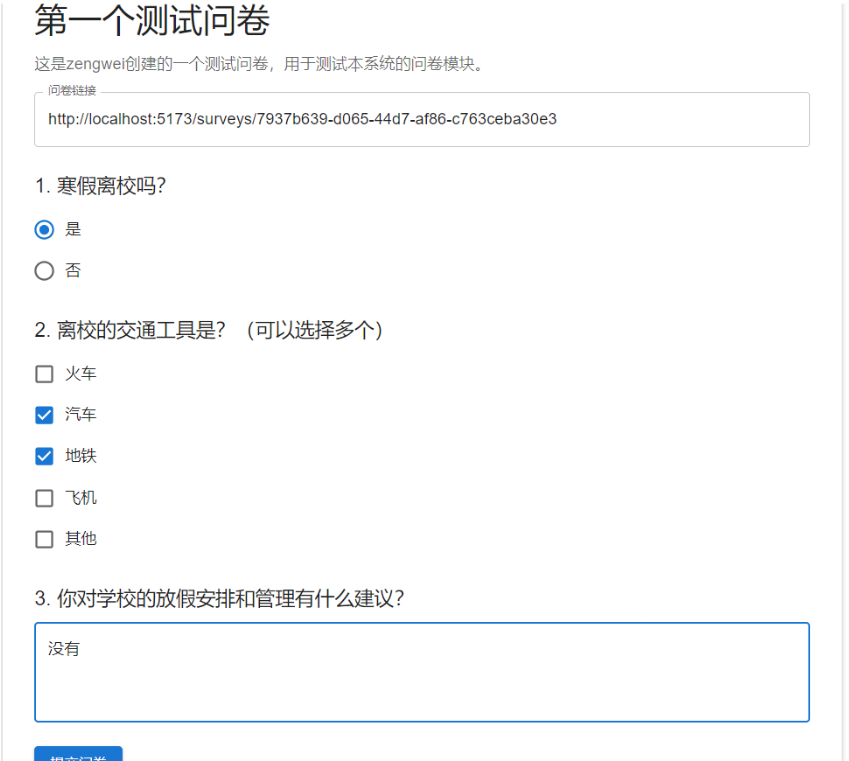 第一个测试问卷
这是zengwei创建的一个测试问卷，用于测试本系统的问卷模块。
问卷链接
http://localhost:5173/surveys/7937b639-d065-44d7-af86-c763ceba30e3
1. 寒假离校吗？
是
否
2. 离校的交通工具是？（可以选择多个）
火车
汽车
地铁
飞机
其他
3. 你对学校的放假安排和管理有什么建议？
没有
提交问卷